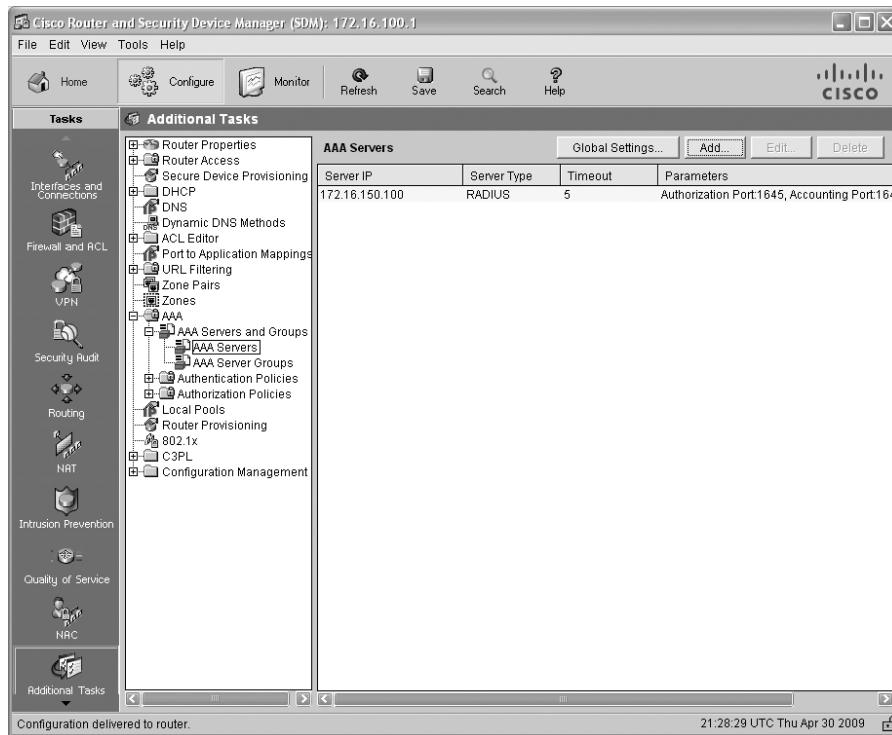 Cisco Router and Security Device Manager (SDM): 172.16.100.1
File Edit View Tools Help
Home Configure Monitor Refresh Save Search Help
CISCO
Tasks
Additional Tasks
Interfaces and Connections
Firewall and ACL
VPN
Security Audit
Routing
NAT
Intrusion Prevention
Quality of Service
NAC
Additional Tasks
Router Properties
Router Access
Secure Device Provisioning
DHCP
DNS
Dynamic DNS Methods
ACL Editor
Port to Application Mappings
URL Filtering
Zone Pairs
Zones
AAA
AAA Servers and Groups
AAA Servers
AAA Server Groups
Authentication Policies
Authorization Policies
Local Pools
Router Provisioning
802.1x
C3PL
Configuration Management
AAA Servers Global Settings... Add... Edit... Delete
Server IP Server Type Timeout Parameters
172.16.150.100 RADIUS 5 Authorization Port:1645, Accounting Port:164
Configuration delivered to router. 21:28:29 UTC Thu Apr 30 2009